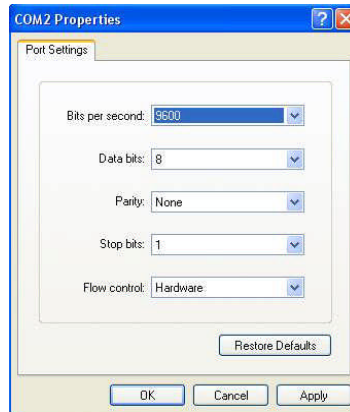 COM2 Properties
Port Settings
Bits per second: 9600
Data bits: 8
Parity: None
Stop bits: 1
Flow control: Hardware
Restore Defaults
OK Cancel Apply